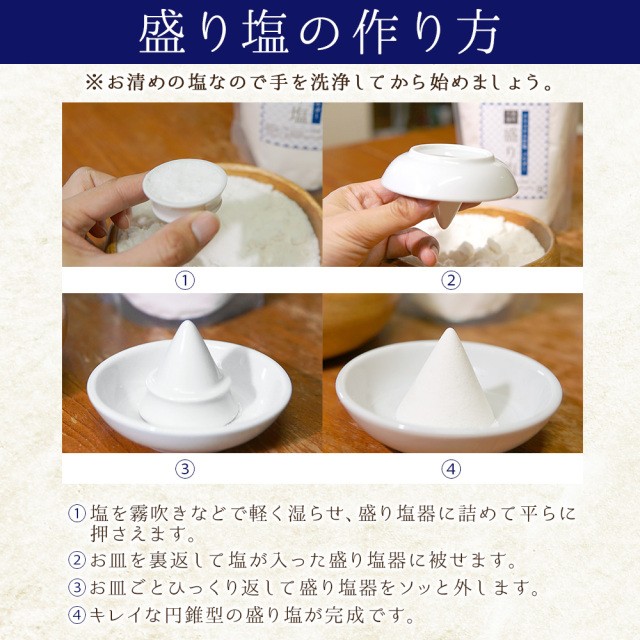 盛り塩の作り方
※お清めの塩なので手を洗浄してから始めましょう。
塩
盛り
①
②
③
④
①塩を霧吹きなどで軽く湿らせ、盛り塩器に詰めて平らに
押さえます。
②お皿を裏返して塩が入った盛り塩器に被せます。
③お皿ごとひっくり返して盛り塩器をソッと外します。
④キレイな円錐型の盛り塩が完成です。